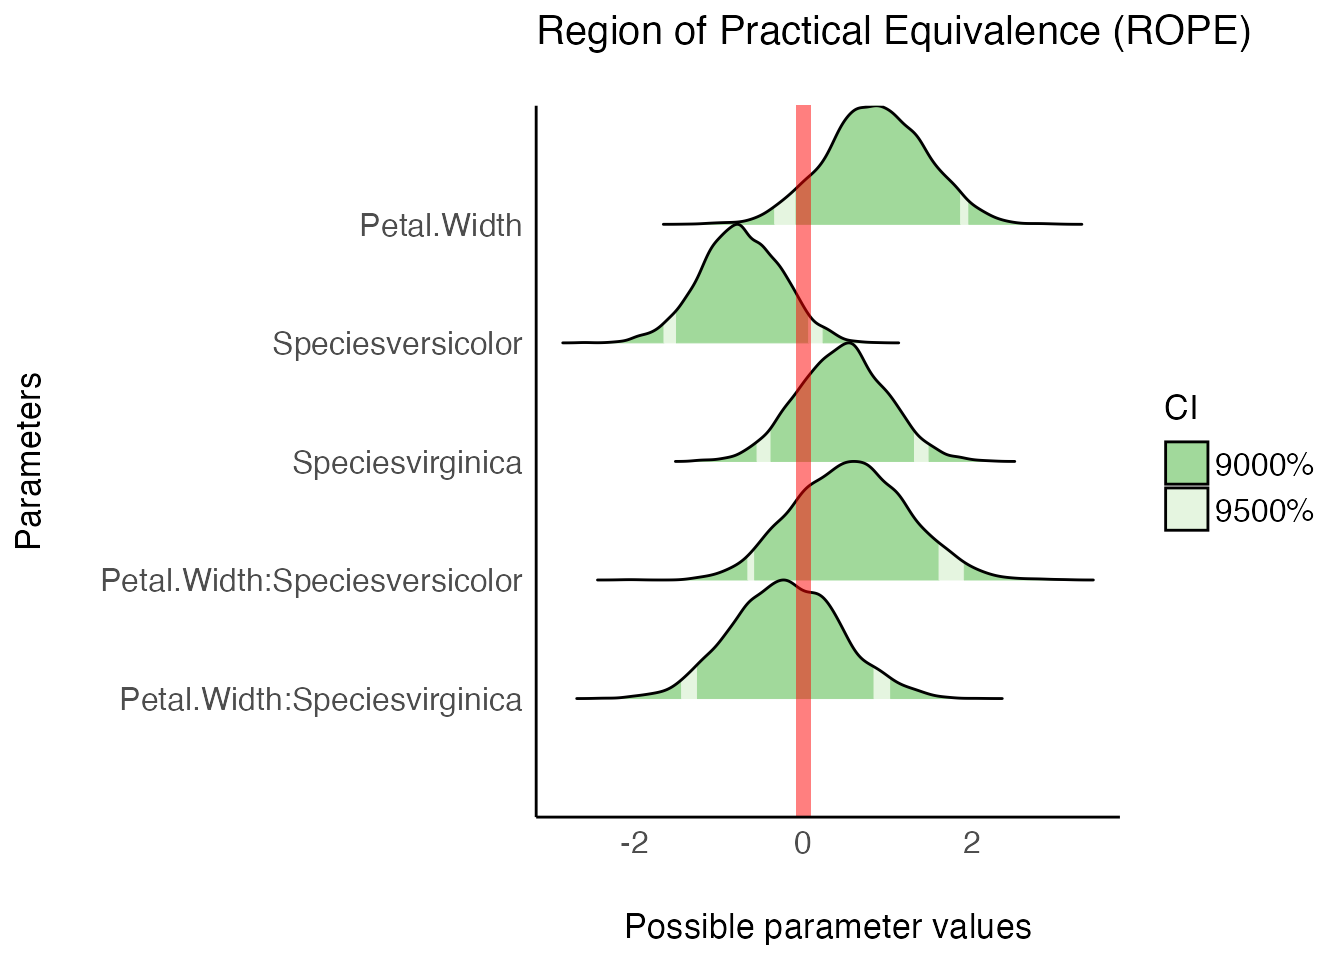 Region of Practical Equivalence (ROPE)
Parameters
Petal.Width
Speciesversicolor
Speciesvirginica
Petal.Width:Speciesversicolor
Petal.Width:Speciesvirginica
-2 0 2
Possible parameter values
CI
9000%
9500%